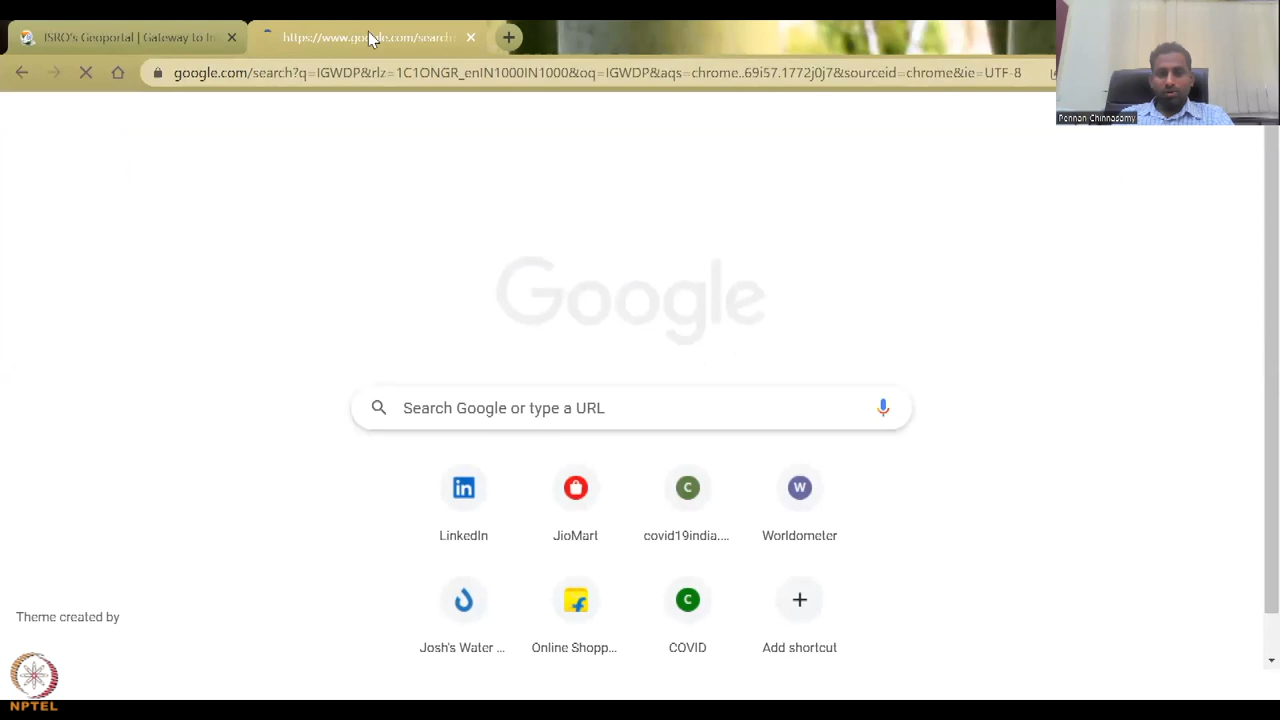 ISRO's Geoportal | Gateway to In
https://www.google.com/search
google.com/search?q=IGWDP&rlz=1C1ONGR_enIN1000IN1000&oq=IGWDP&aqs=chrome..69i57.1772j0j7&sourceid=chrome&ie=UTF-8
Pennan Chinnasamy
Google
Search Google or type a URL
in
C
W
LinkedIn JioMart covid19india.... Worldometer
C
Theme created by
Josh's Water ... Online Shopp... COVID Add shortcut
NPTEL